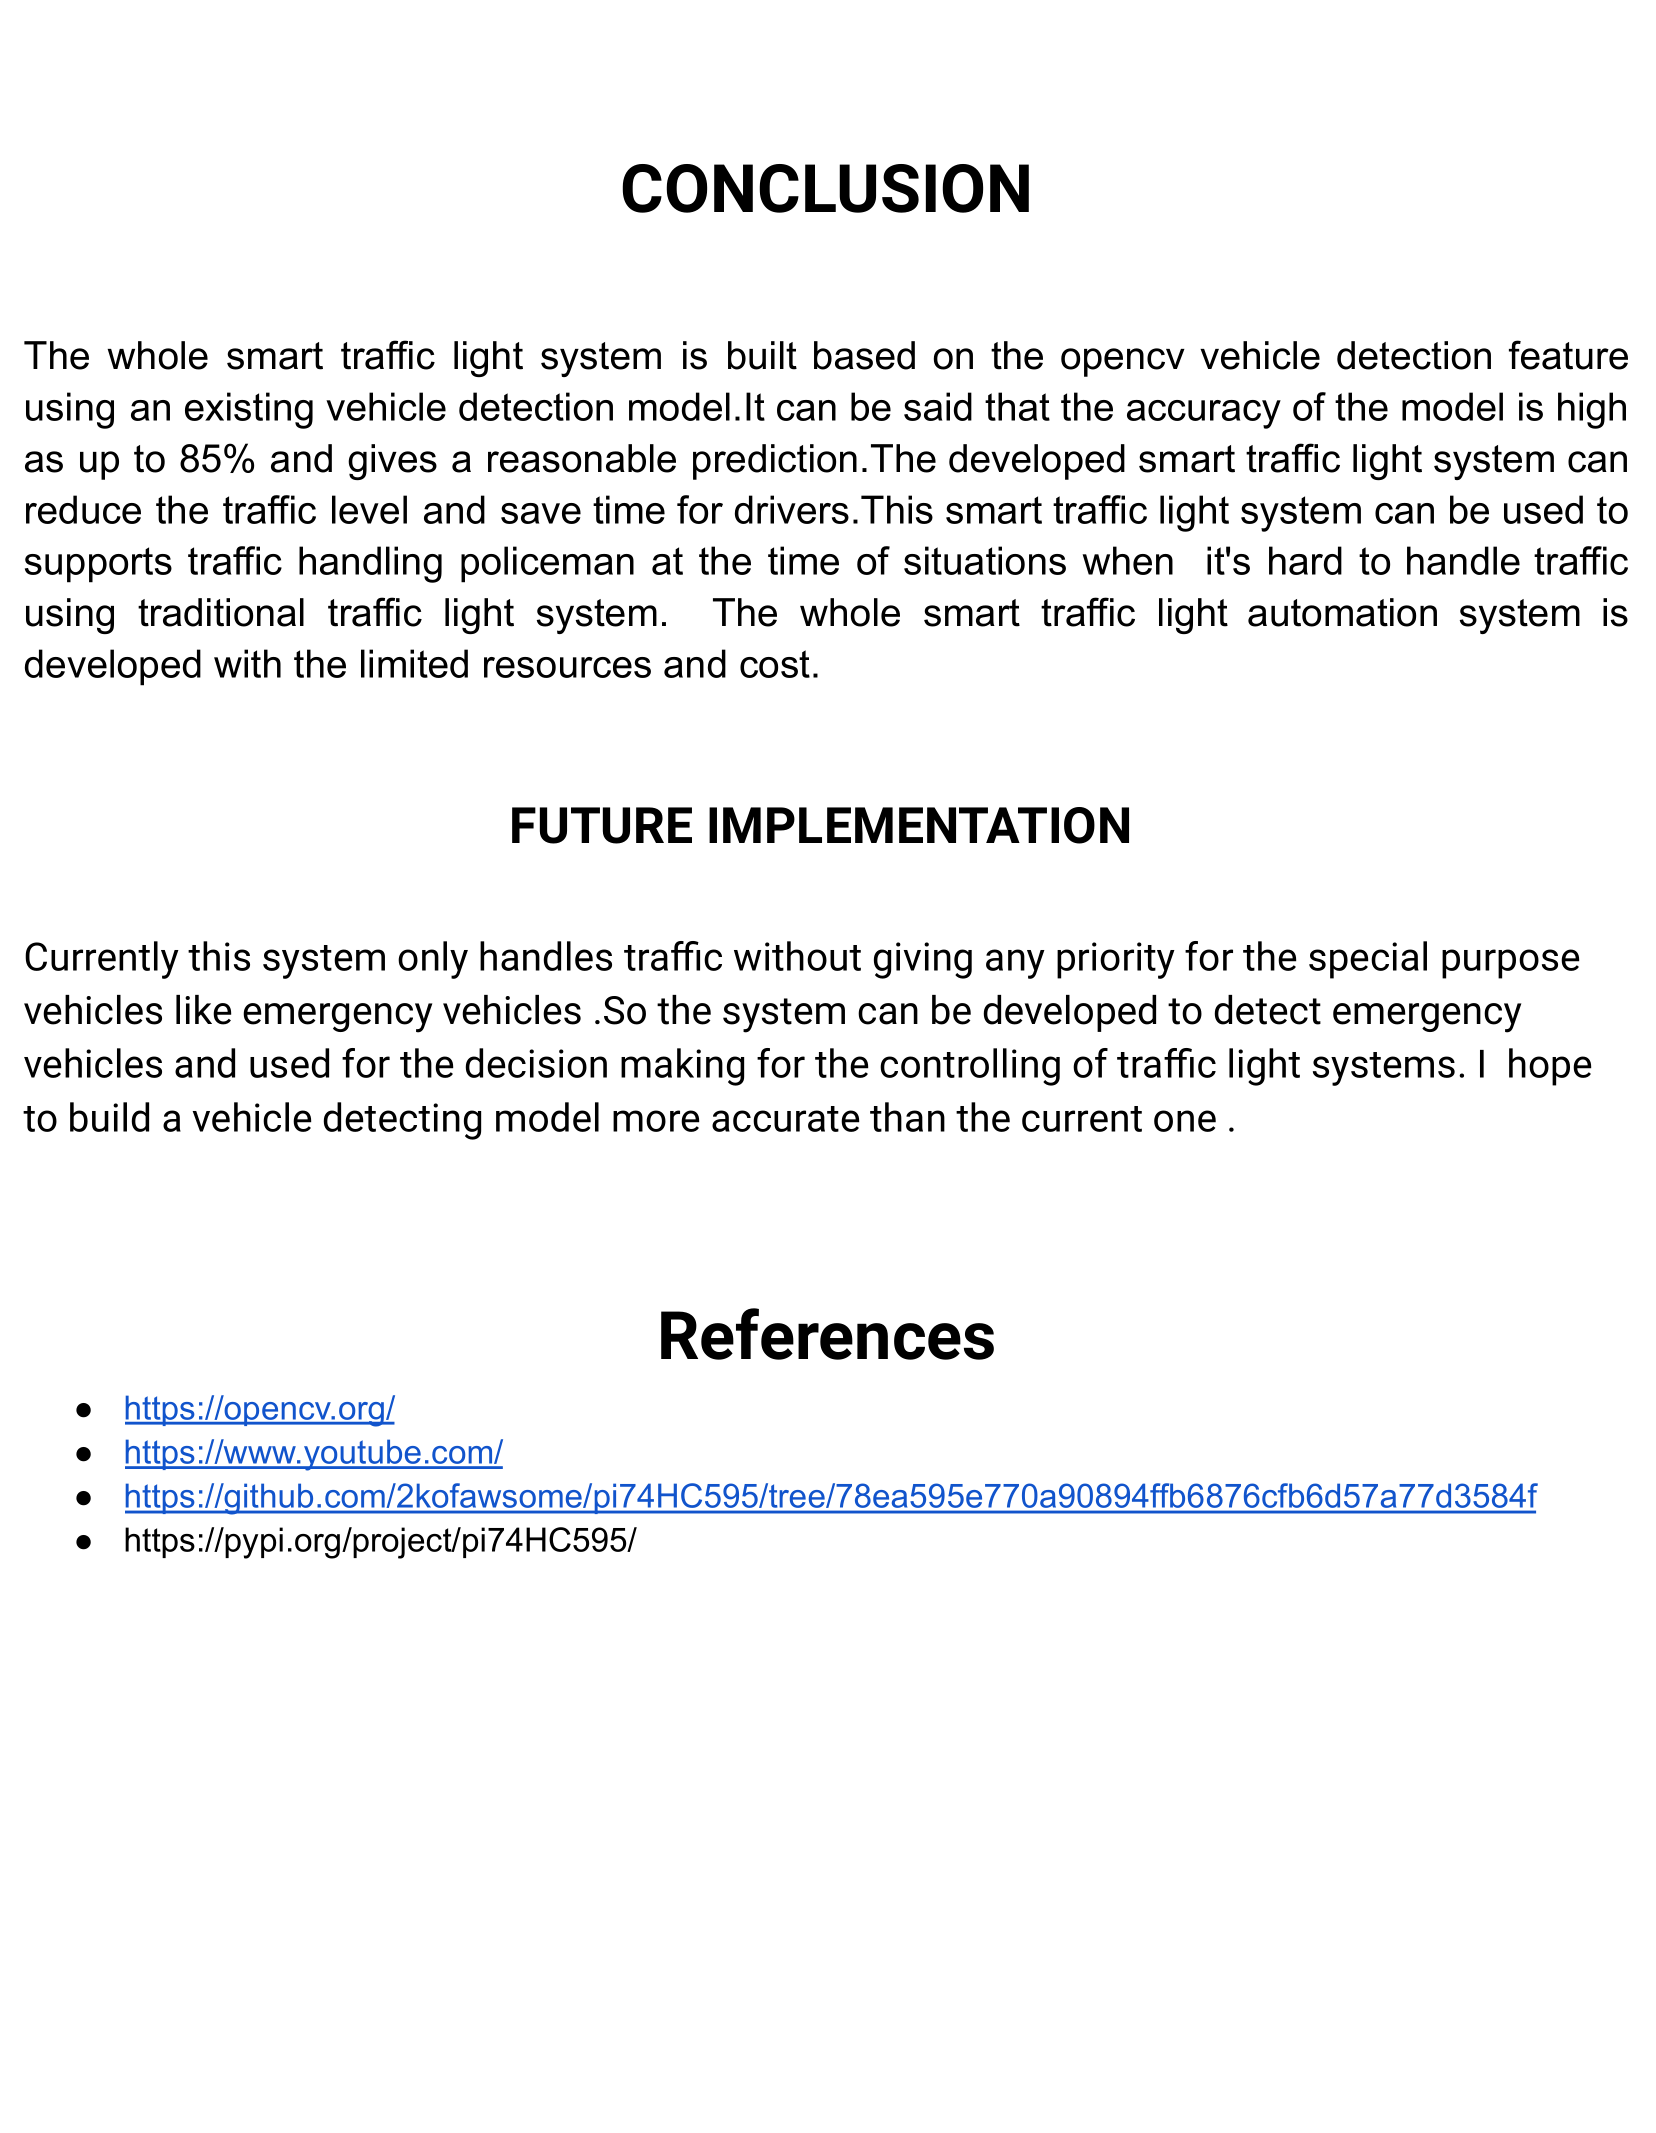 CONCLUSION
The whole smart traffic light system is built based on the opencv vehicle detection feature
using an existing vehicle detection model.It can be said that the accuracy of the model is high
as up to 85% and gives a reasonable prediction.The developed smart traffic light system can
reduce the traffic level and save time for drivers.This smart traffic light system can be used to
supports traffic handling policeman at the time of situations when  it's hard to handle traffic
using traditional traffic light system.  The whole smart traffic light automation system is
developed with the limited resources and cost.
FUTURE IMPLEMENTATION
Currently this system only handles traffic without giving any priority for the special purpose
vehicles like emergency vehicles .So the system can be developed to detect emergency
vehicles and used for the decision making for the controlling of traffic light systems. I  hope
to build a vehicle detecting model more accurate than the current one .
References
● https://opencv.org/
● https://www.youtube.com/
● https://github.com/2kofawsome/pi74HC595/tree/78ea595e770a90894ffb6876cfb6d57a77d3584f
● https://pypi.org/project/pi74HC595/